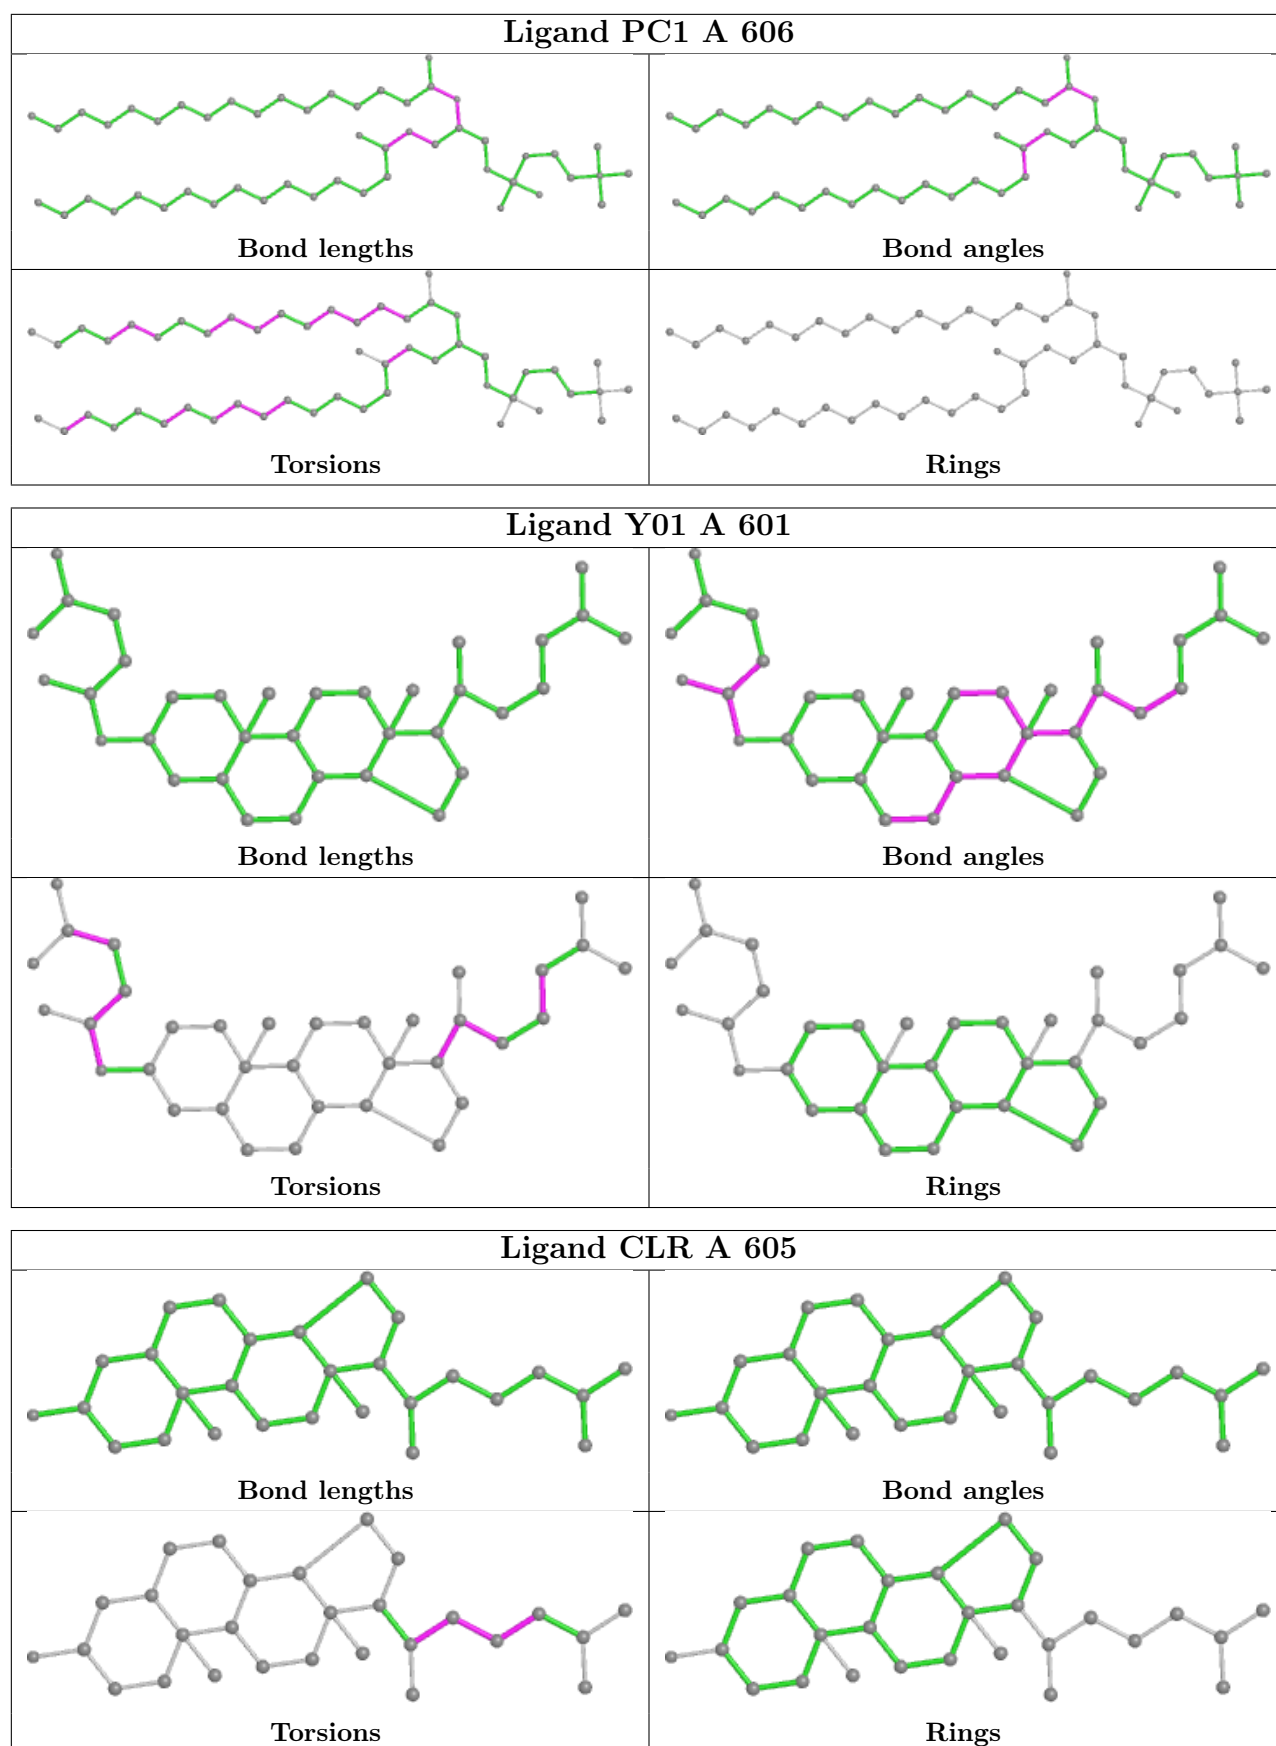 Ligand PC1 A 606
Bond lengths
Bond angles
Torsions
Rings
Ligand Y01 A 601
Bond lengths
Bond angles
Torsions
Rings
Ligand CLR A 605
Bond lengths
Bond angles
Torsions
Rings